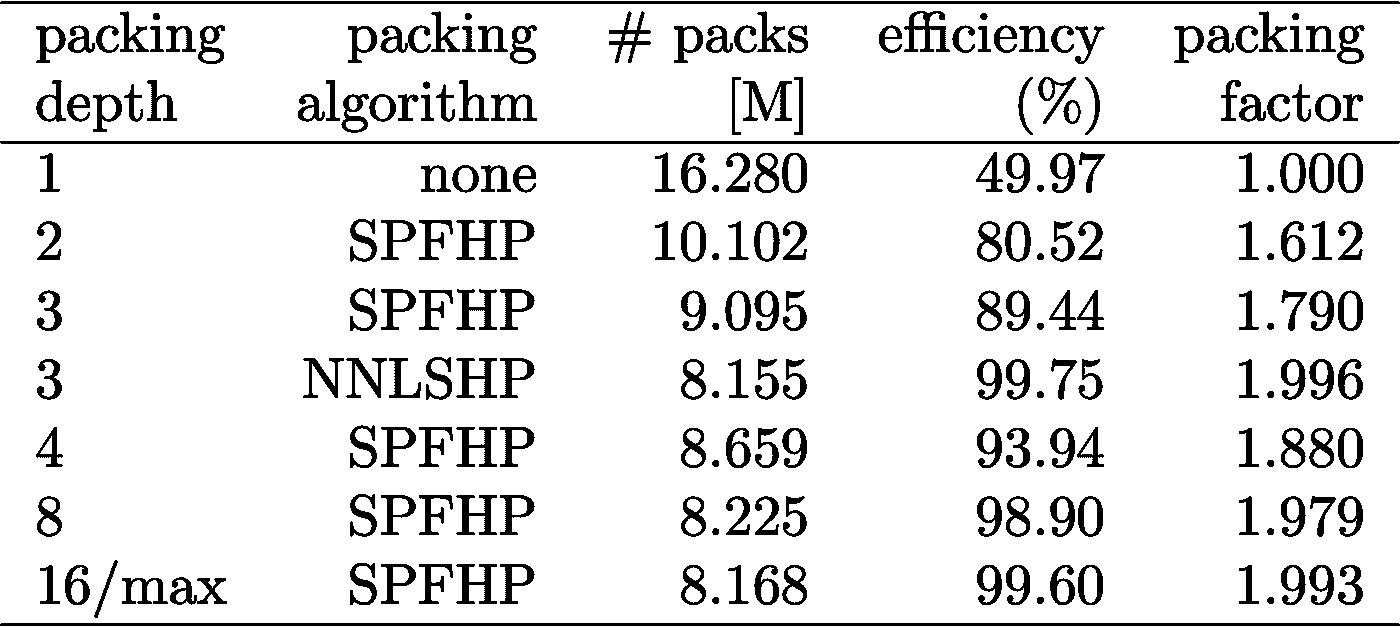 packing packing # packs efficiency packing
depth algorithm [M] (%) factor
1 none 16.280 49.97 1.000
2 SPFHP 10.102 80.52 1.612
3 SPFHP 9.095 89.44 1.790
3 NNLSHP 8.155 99.75 1.996
4 SPFHP 8.659 93.94 1.880
8 SPFHP 8.225 98.90 1.979
16/max SPFHP 8.168 99.60 1.993